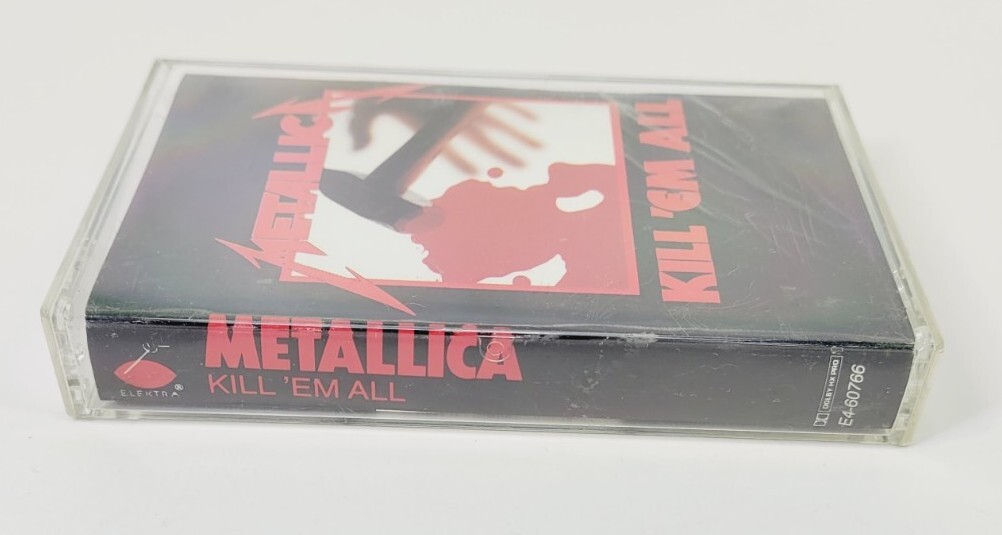 METALLICA
KILL 'EM ALL
METALLICA
KILL 'EM ALL
ELEKTRA®
DOLBY HX PRO
E4-60766